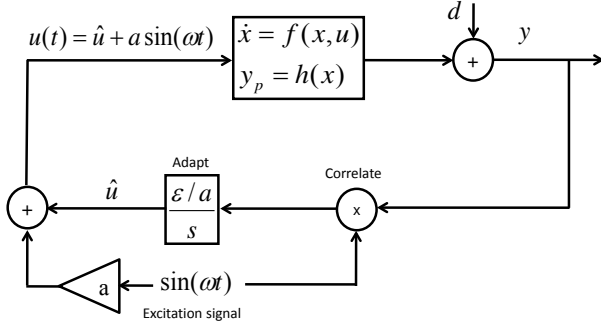 d
u(t) = û + a sin(ωt)
ẋ = f(x,u)
y_p = h(x)
+
y
Adapt
Correlate
+
û
ε / a
s
x
a
sin(ωt)
Excitation signal